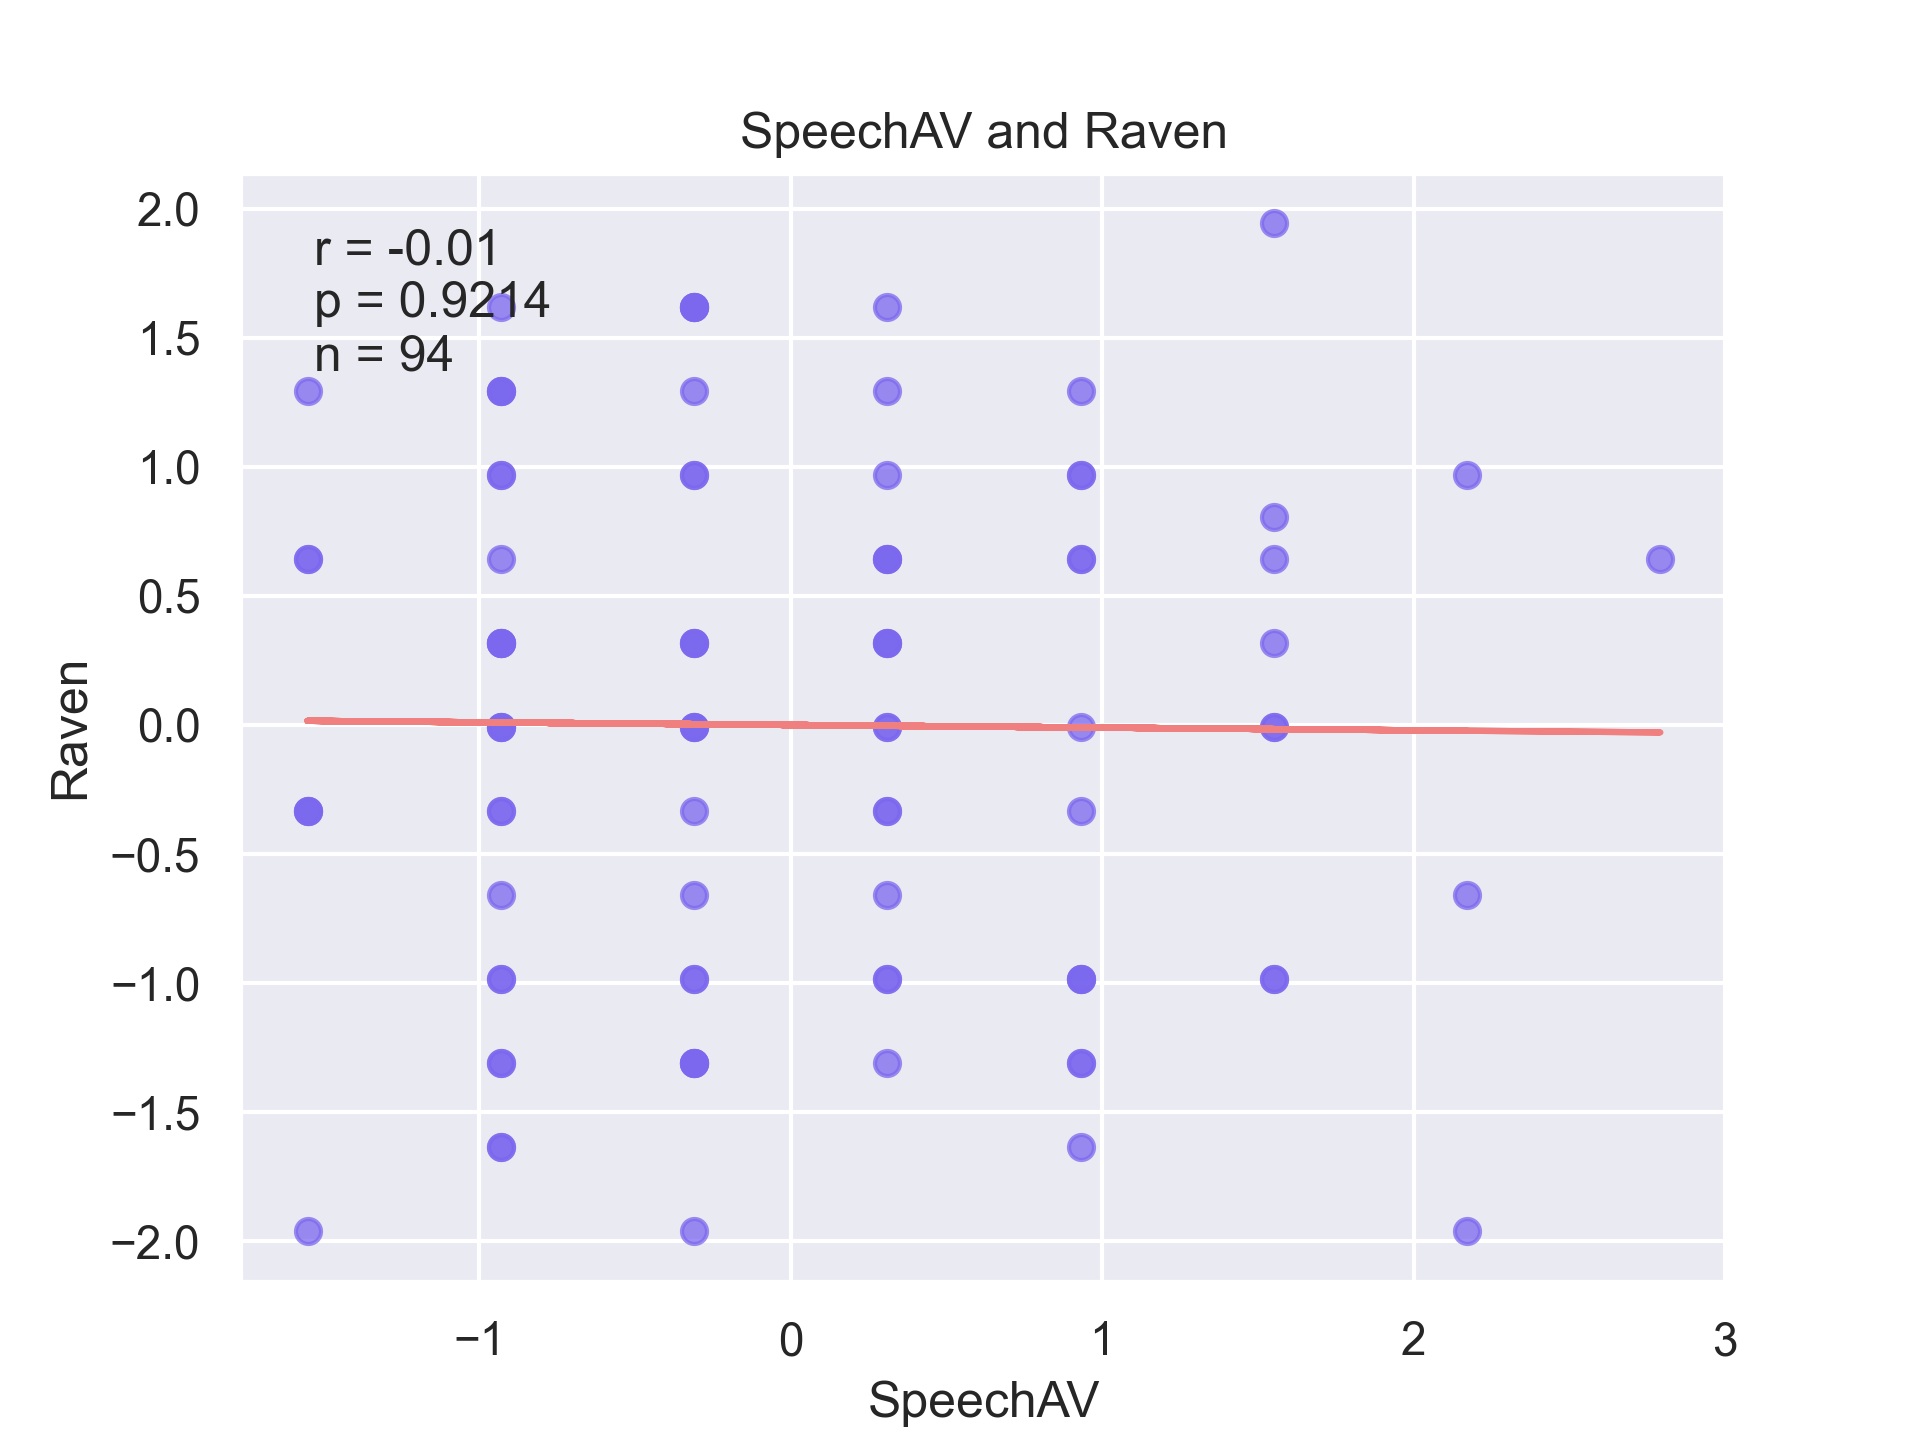 SpeechAV and Raven
r = -0.01
p = 0.9214
n = 94
2.0
1.5
1.0
0.5
0.0
−0.5
−1.0
−1.5
−2.0
Raven
−1 0 1 2 3
SpeechAV